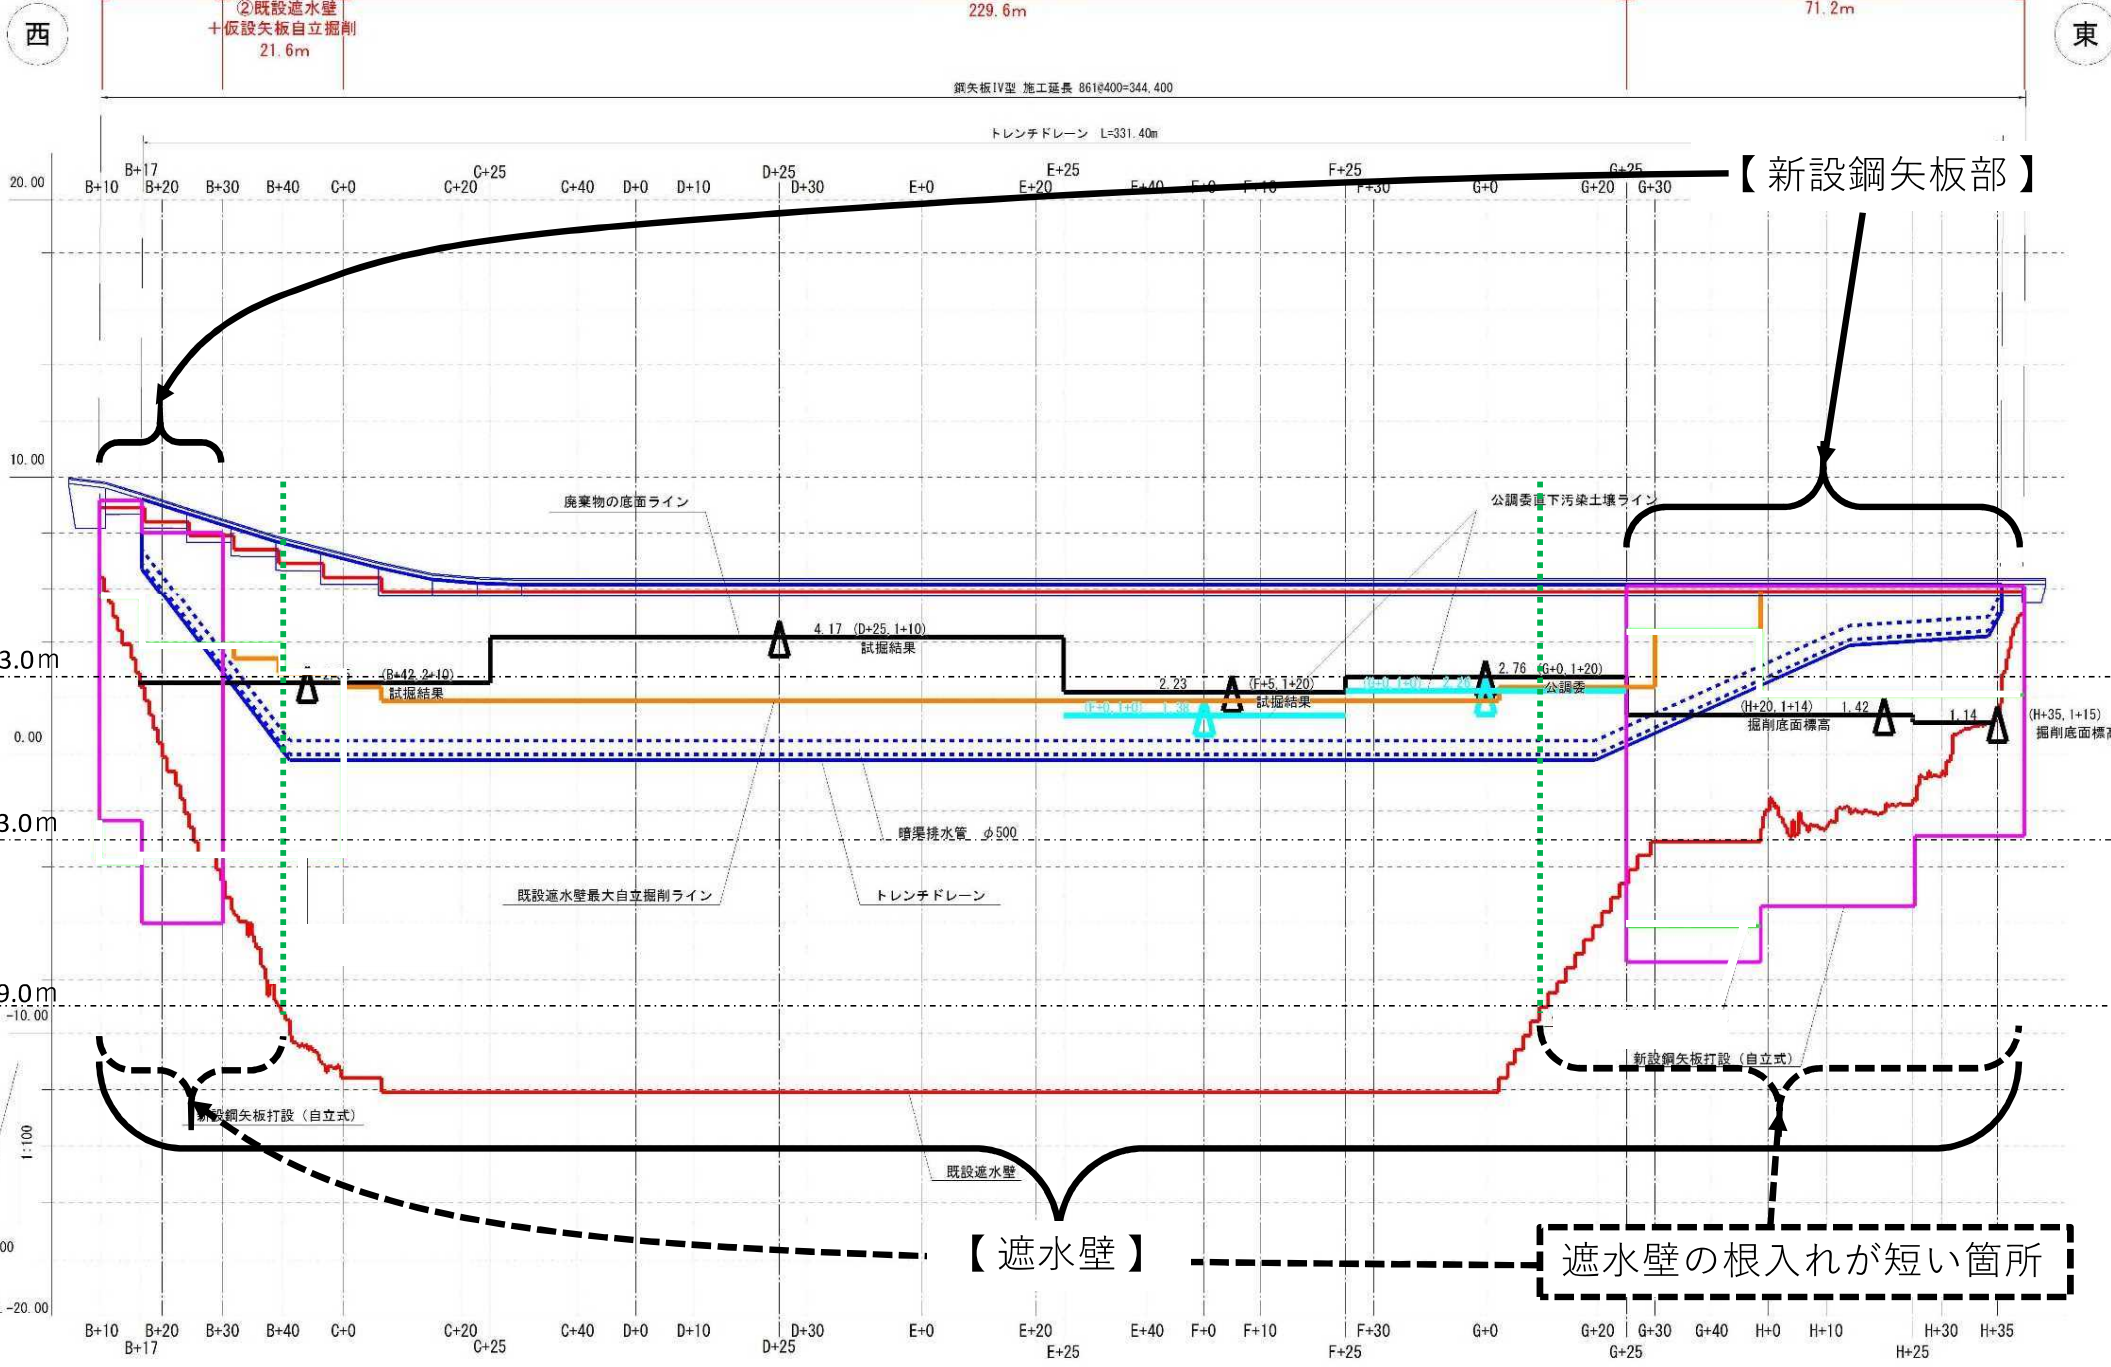 西
②既設遮水壁
＋仮設矢板自立掘削
21.6m
229.6m
71.2m
東
鋼矢板IV型 施工延長 861@400=344,400
トレンチドレーン L=331.40m
【 新設鋼矢板部 】
B+17
C+25
D+25
E+25
F+25
G+25
B+10
B+20
B+30
B+40
C+0
C+20
C+40
D+0
D+10
D+30
E+0
E+20
E+40
F+0
F+10
F+30
G+0
G+20
G+30
20.00
10.00
廃棄物の底面ライン
公調委直下汚染土壌ライン
4.17 (D+25,1+10)
試掘結果
3.0m
(B+42,2+10)
試掘結果
2.23
(F+5,1+20)
試掘結果
2.76 (G+0,1+20)
公調委
(F+0,1+0) 1.38
(H+20,1+14) 1.42
掘削底面標高
1.14
(H+35,1+15)
掘削底面標高
0.00
3.0m
暗渠排水管 φ500
既設遮水壁最大自立掘削ライン
トレンチドレーン
9.0m
-10.00
新設鋼矢板打設（自立式）
新設鋼矢板打設（自立式）
1:100
既設遮水壁
【 遮水壁 】
遮水壁の根入れが短い箇所
00
-20.00
B+10
B+20
B+30
B+40
C+0
C+20
C+40
D+0
D+10
D+30
E+0
E+20
E+40
F+0
F+10
F+30
G+0
G+20
G+30
G+40
H+0
H+10
H+30
H+35
B+17
C+25
D+25
E+25
F+25
G+25
H+25